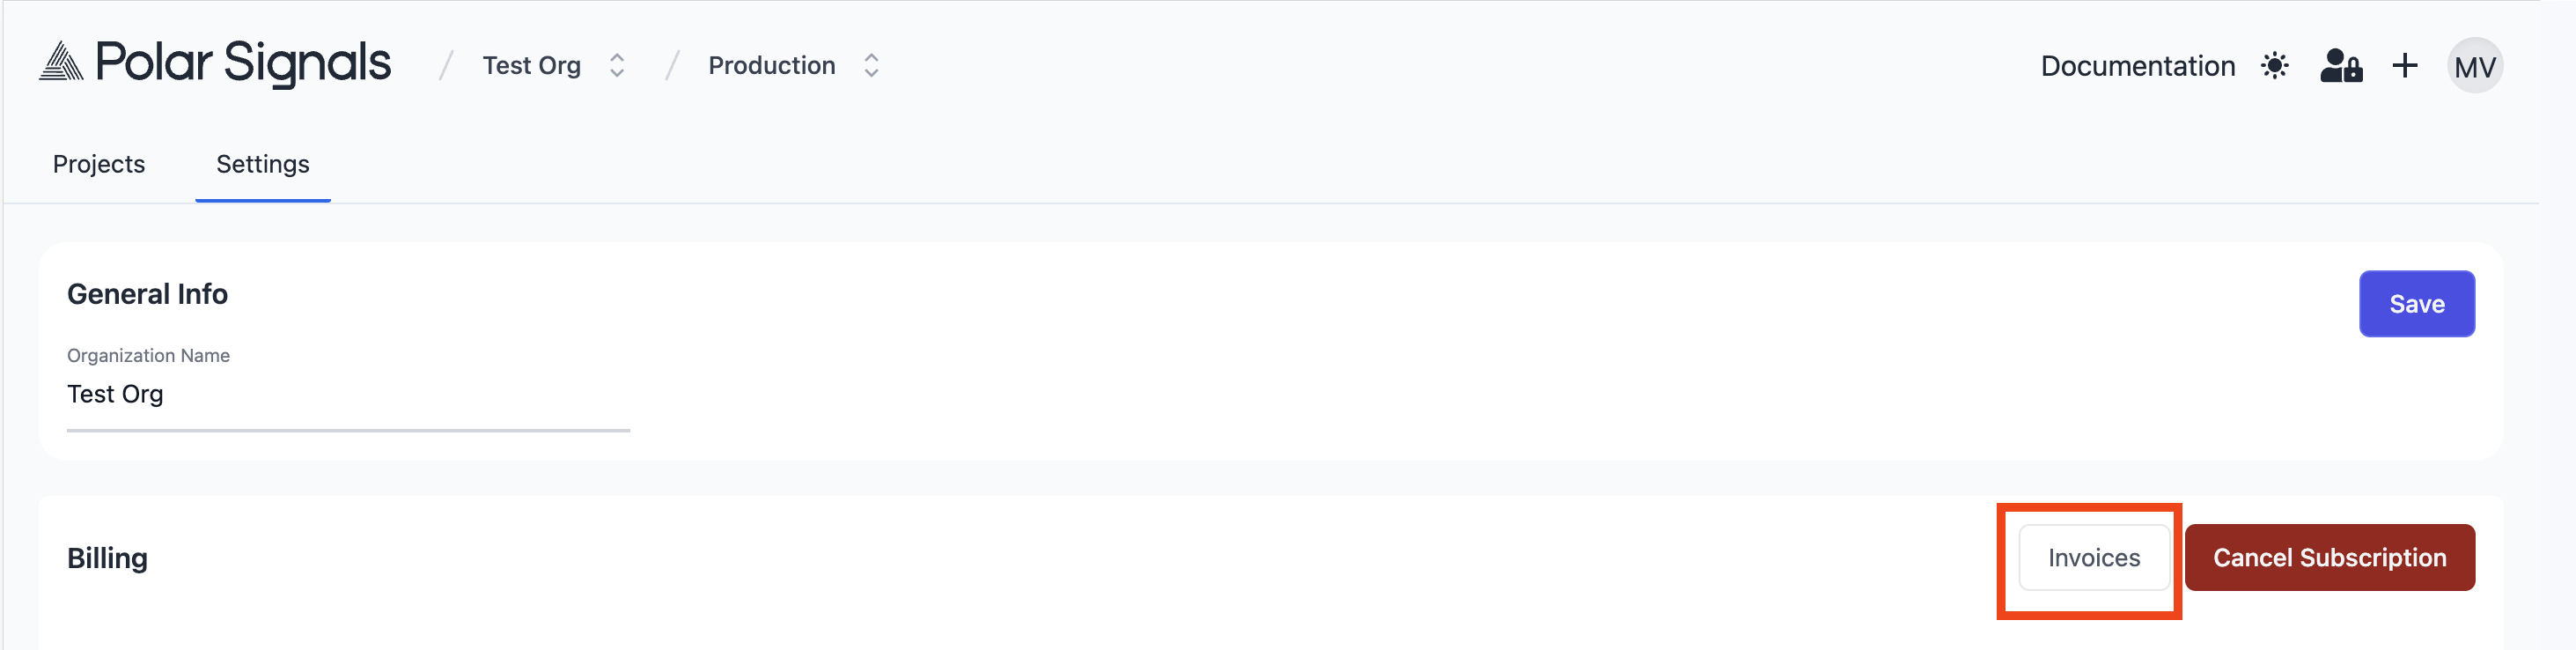 Polar Signals / Test Org / Production Documentation + MV
Projects Settings
General Info Save
Organization Name
Test Org
Billing Invoices Cancel Subscription